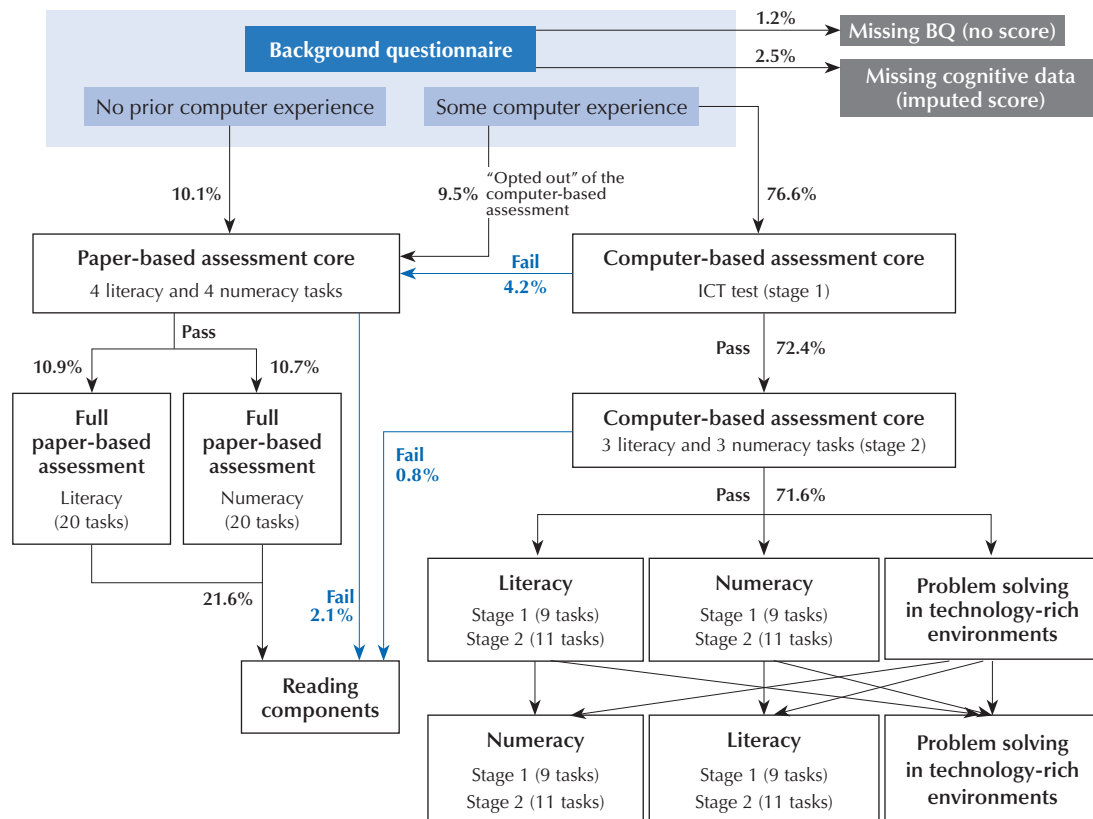 1.2%
Missing BQ (no score)
Background questionnaire
2.5%
Missing cognitive data
(imputed score)
No prior computer experience
Some computer experience
10.1%
9.5%
"Opted out" of the
computer-based
assessment
76.6%
Paper-based assessment core
4 literacy and 4 numeracy tasks
Fail
4.2%
Computer-based assessment core
ICT test (stage 1)
Pass
10.9%
10.7%
Pass
72.4%
Full
paper-based
assessment
Literacy
(20 tasks)
Full
paper-based
assessment
Numeracy
(20 tasks)
Computer-based assessment core
3 literacy and 3 numeracy tasks (stage 2)
Fail
0.8%
Pass
71.6%
21.6%
Fail
2.1%
Reading
components
Literacy
Stage 1 (9 tasks)
Stage 2 (11 tasks)
Numeracy
Stage 1 (9 tasks)
Stage 2 (11 tasks)
Problem solving
in technology-rich
environments
Numeracy
Stage 1 (9 tasks)
Stage 2 (11 tasks)
Literacy
Stage 1 (9 tasks)
Stage 2 (11 tasks)
Problem solving
in technology-rich
environments